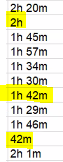 2h 20m
2h
1h 45m
1h 57m
1h 34m
1h 30m
1h 42m
1h 29m
1h 46m
42m
2h 1m